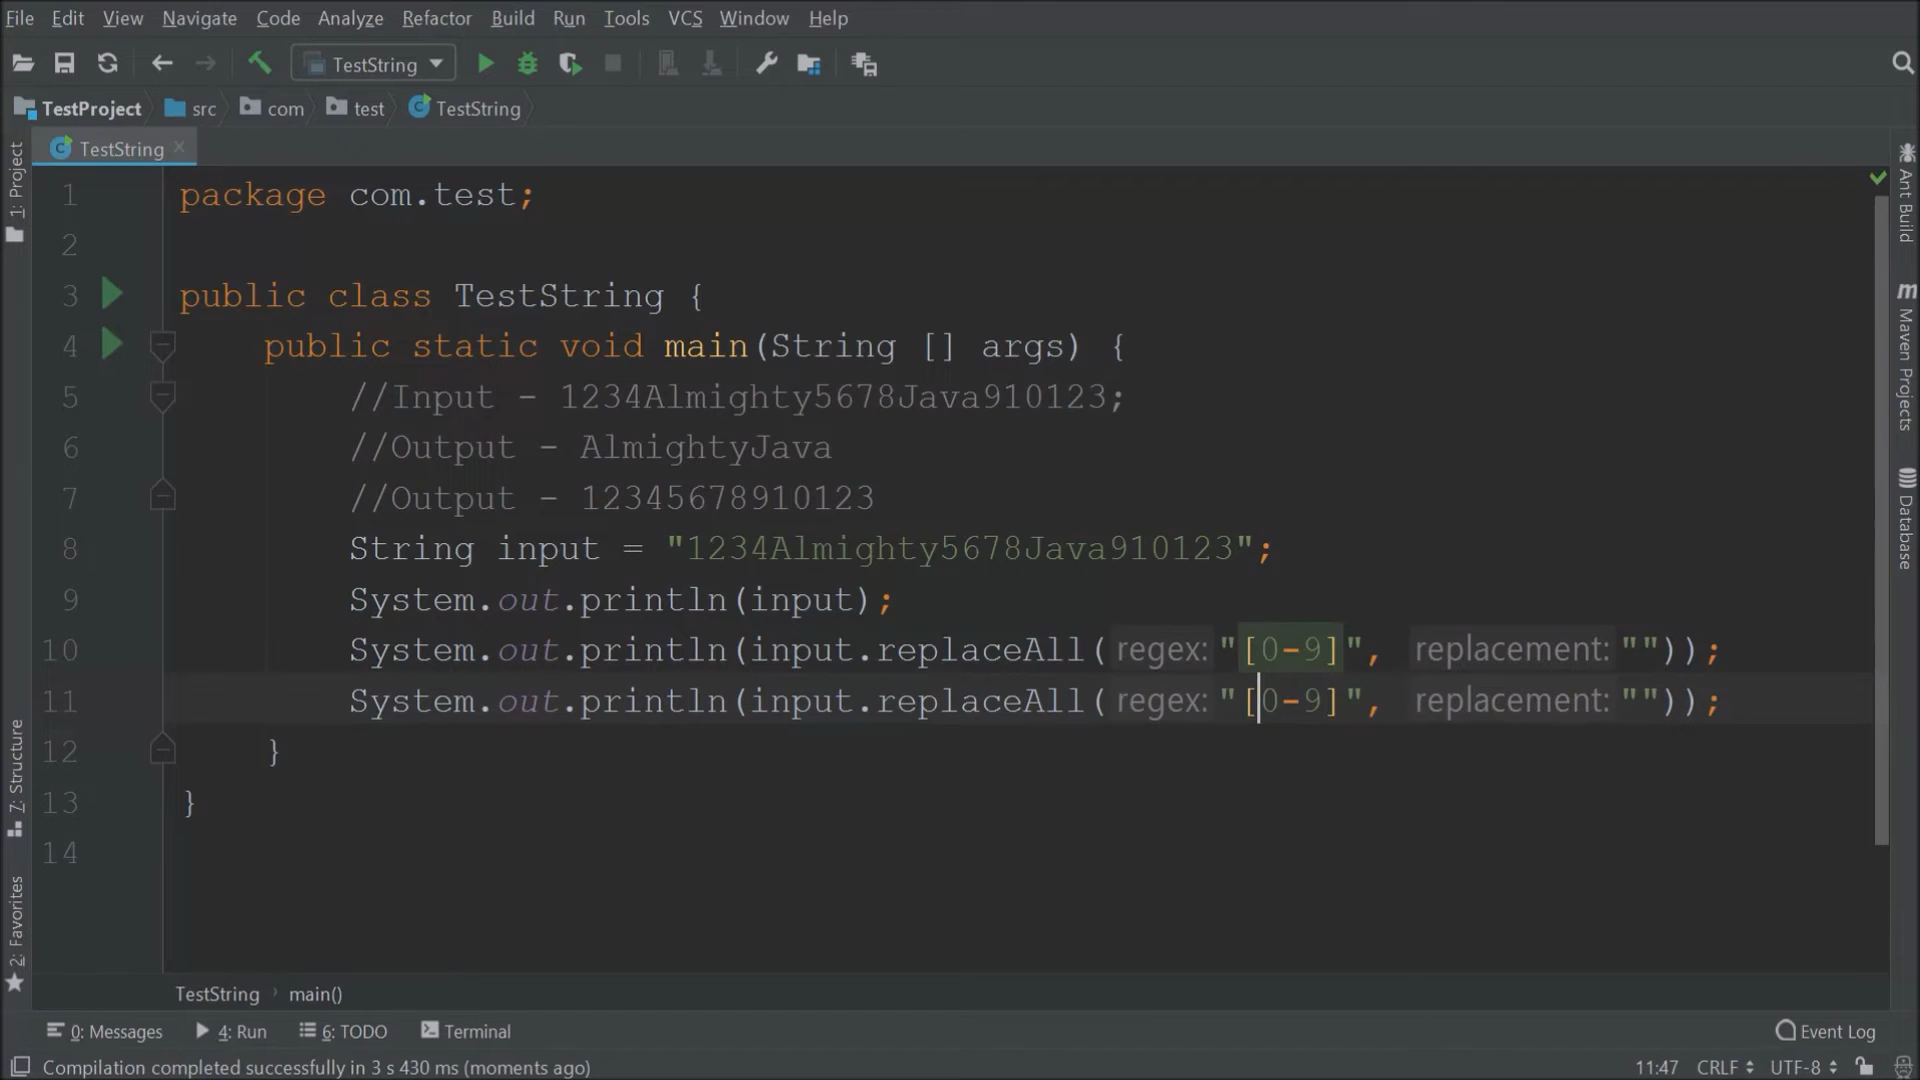 File Edit View Navigate Code Analyze Refactor Build Run Tools VCS Window Help
TestString
TestProject src com test TestString
TestString
1: Project
7: Structure
2: Favorites
1 package com.test;
2
3 public class TestString {
4 public static void main(String [] args) {
5 //Input - 1234Almighty5678Java910123;
6 //Output - AlmightyJava
7 //Output - 12345678910123
8 String input = "1234Almighty5678Java910123";
9 System.out.println(input);
10 System.out.println(input.replaceAll( regex: "[0-9]", replacement: ""));
11 System.out.println(input.replaceAll( regex: "[0-9]", replacement: ""));
12 }
13 }
14
Ant Build
Maven Projects
Database
TestString main()
0: Messages 4: Run 6: TODO Terminal Event Log
Compilation completed successfully in 3 s 430 ms (moments ago) 11:47 CRLF UTF-8